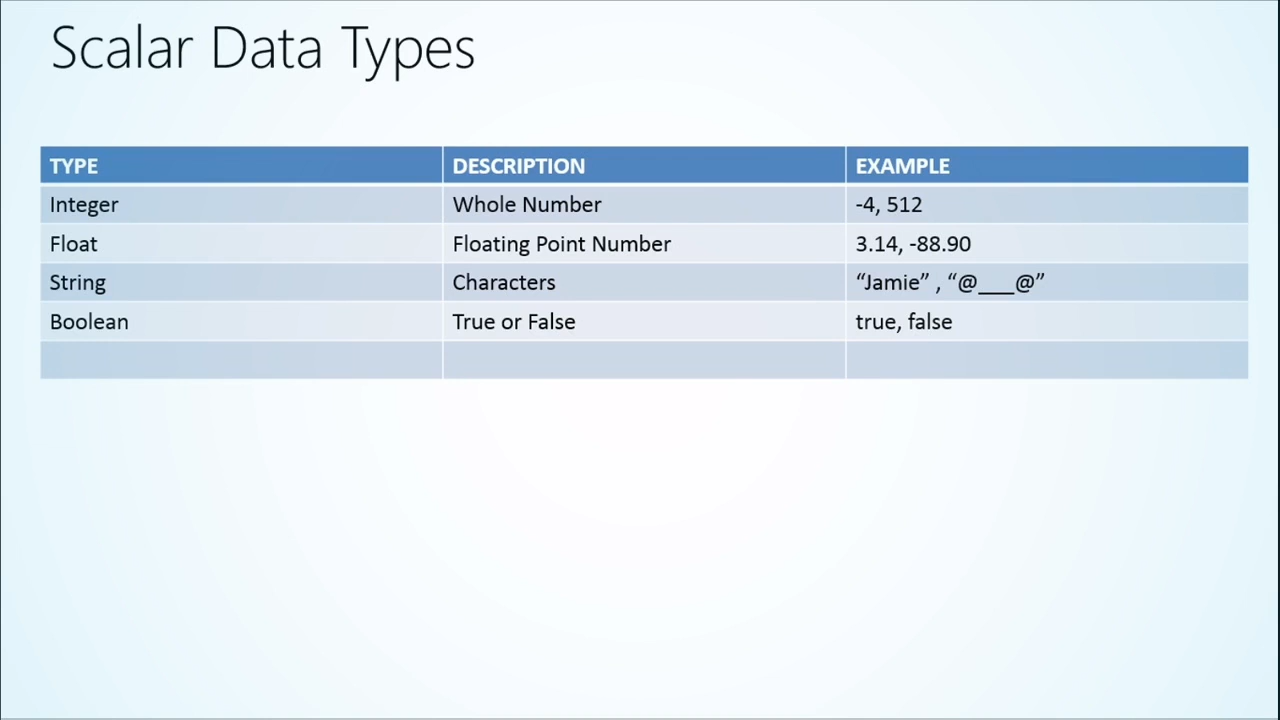 Scalar Data Types
TYPE DESCRIPTION EXAMPLE
Integer Whole Number -4, 512
Float Floating Point Number 3.14, -88.90
String Characters “Jamie” , “@___@”
Boolean True or False true, false